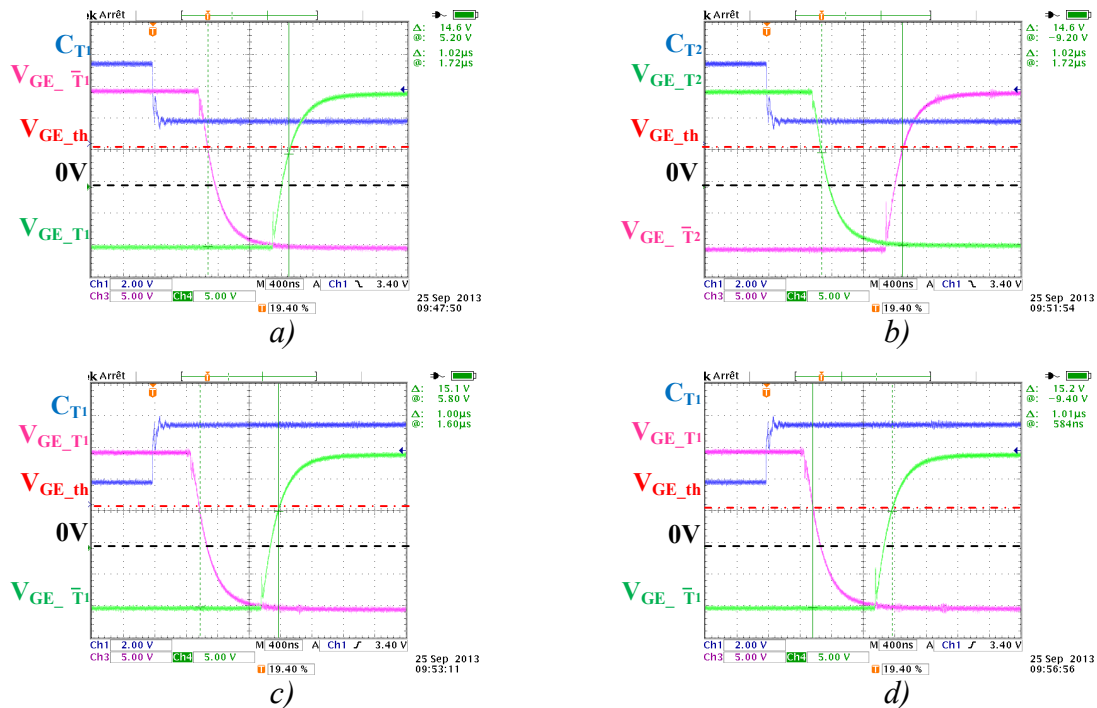 k Arrêt
T
T
Δ: 14.6 V
@: 5.20 V
Δ: 1.02µs
@: 1.72µs
C_T1
V_GE_ T̅1
V_GE_th
0V
V_GE_T1
Ch1 2.00 V M 400ns A Ch1 3.40 V
Ch3 5.00 V Ch4 5.00 V
T 19.40 %
25 Sep 2013
09:47:50
a)
k Arrêt
T
T
Δ: 14.6 V
@: -9.20 V
Δ: 1.02µs
@: 1.72µs
C_T2
V_GE_T2
V_GE_th
0V
V_GE_ T̅2
Ch1 2.00 V M 400ns A Ch1 3.40 V
Ch3 5.00 V Ch4 5.00 V
T 19.40 %
25 Sep 2013
09:51:54
b)
k Arrêt
T
T
Δ: 15.1 V
@: 5.80 V
Δ: 1.00µs
@: 1.60µs
C_T1
V_GE_T1
V_GE_th
0V
V_GE_ T̅1
Ch1 2.00 V M 400ns A Ch1 3.40 V
Ch3 5.00 V Ch4 5.00 V
T 19.40 %
25 Sep 2013
09:53:11
c)
k Arrêt
T
T
Δ: 15.2 V
@: -9.40 V
Δ: 1.01µs
@: 584ns
C_T1
V_GE_T1
V_GE_th
0V
V_GE_ T̅1
Ch1 2.00 V M 400ns A Ch1 3.40 V
Ch3 5.00 V Ch4 5.00 V
T 19.40 %
25 Sep 2013
09:56:56
d)